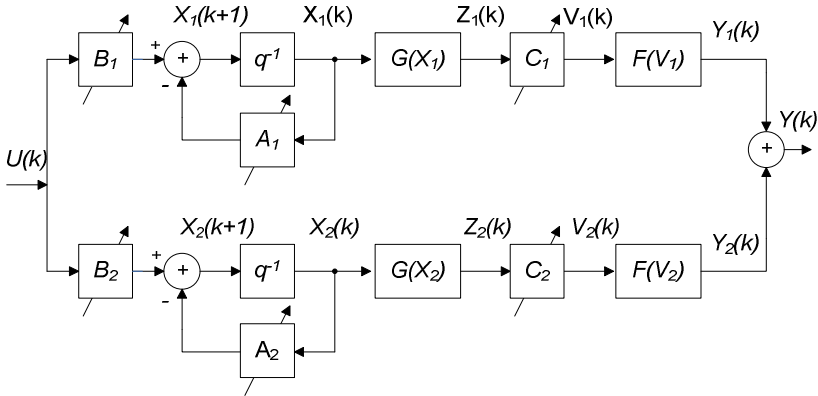 X₁(k+1) X₁(k) Z₁(k) V₁(k) Y₁(k)
B₁ + + q⁻¹ G(X₁) C₁ F(V₁)
-
A₁
U(k) + Y(k)
X₂(k+1) X₂(k) Z₂(k) V₂(k) Y₂(k)
B₂ + + q⁻¹ G(X₂) C₂ F(V₂)
-
A₂